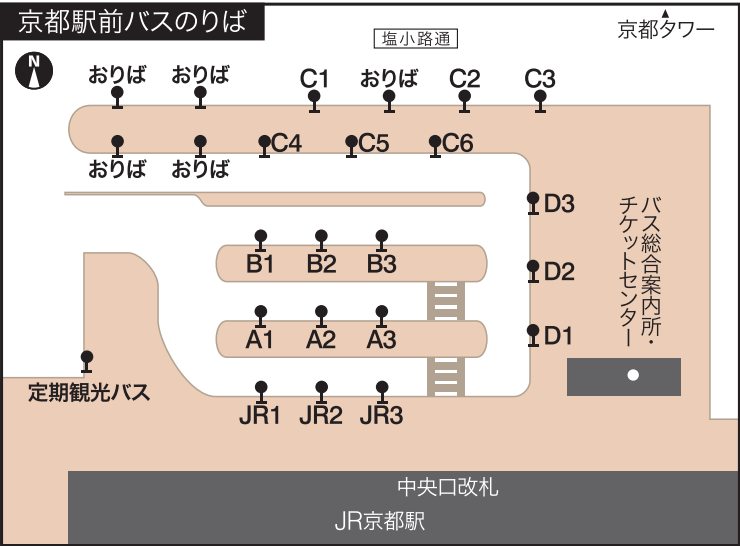 京都駅前バスのりば
京都タワー
塩小路通
N
おりば
おりば
C1
おりば
C2
C3
おりば
おりば
C4
C5
C6
D3
D2
D1
バス総合案内所・
チケットセンター
B1
B2
B3
A1
A2
A3
定期観光バス
JR1
JR2
JR3
中央口改札
JR京都駅